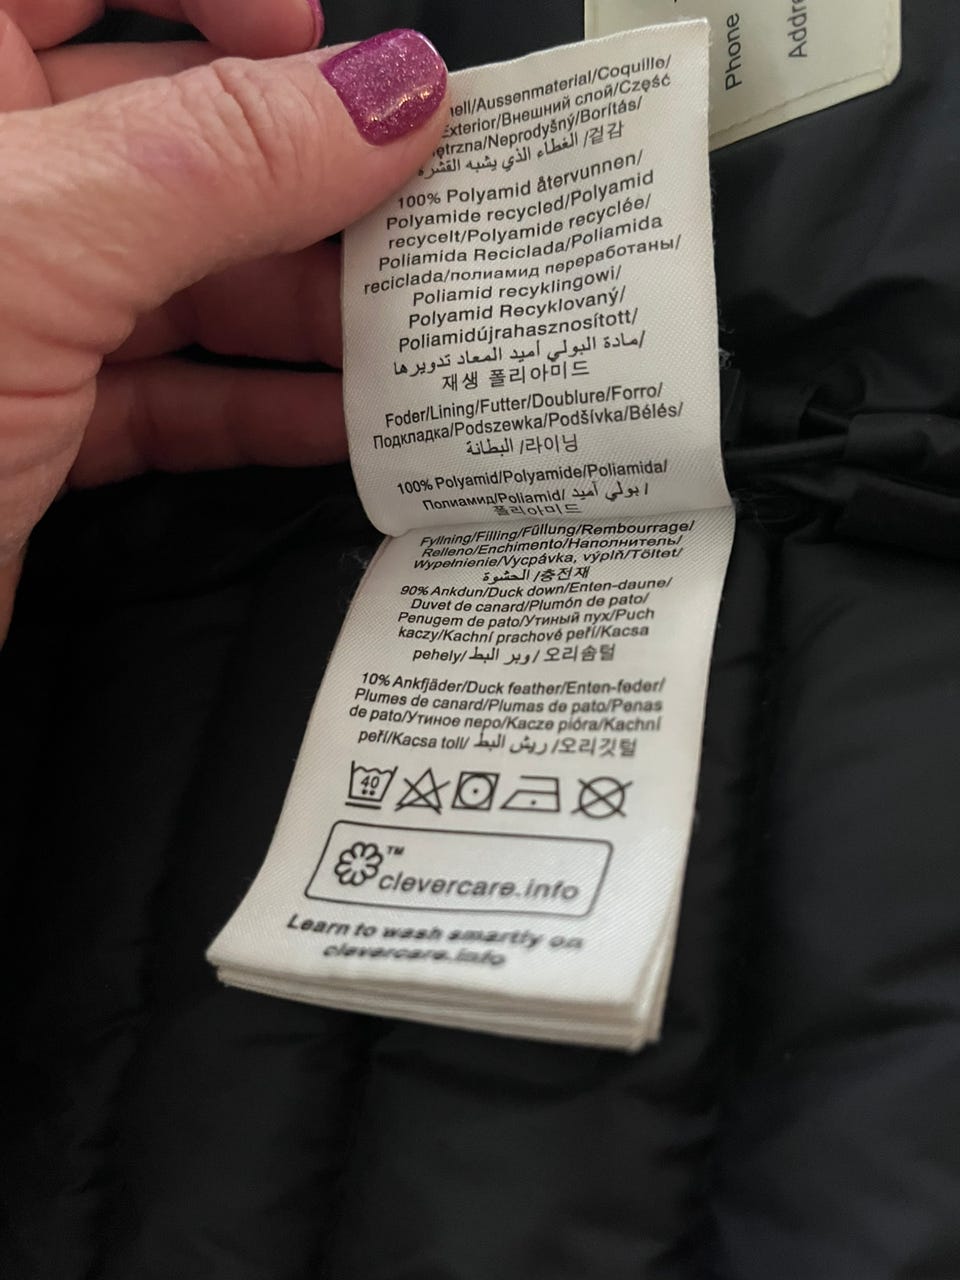 Phone
Addre
ell/Aussenmaterial/Coquille/
Exterior/Внешний слой/Część
ętrzna/Neprodyšný/Borítás/
الغطاء الذي يشبه القشرة /겉감
100% Polyamid återvunnen/
Polyamide recycled/Polyamid
recycelt/Polyamide recyclée/
Poliamida Reciclada/Poliamida
reciclada/полиамид переработаны/
Poliamid recyklingowi/
Polyamid Recyklovaný/
Poliamidújrahasznosított/
مادة البولي أميد المعاد تدويرها/
재생 폴리아미드
Foder/Lining/Futter/Doublure/Forro/
Подкладка/Podszewka/Podšívka/Bélés/
البطانة /라이닝
100% Polyamid/Polyamide/Poliamida/
Полиамид/Poliamid/ بولي أميد /
폴리아미드
Fyllning/Filling/Füllung/Rembourrage/
Relleno/Enchimento/Наполнитель/
Wypełnienie/Vycpávka, výplň/Töltet/
الحشوة /충전재
90% Ankdun/Duck down/Enten-daune/
Duvet de canard/Plumón de pato/
Penugem de pato/Утиный пух/Puch
kaczy/Kachní prachové peří/Kacsa
pehely/ وبر البط / 오리솜털
10% Ankfjäder/Duck feather/Enten-feder/
Plumes de canard/Plumas de pato/Penas
de pato/Утиное перо/Kacze pióra/Kachní
peří/Kacsa toll/ ريش البط /오리깃털
40
™
clevercare.info
Learn to wash smartly on
clevercare.info